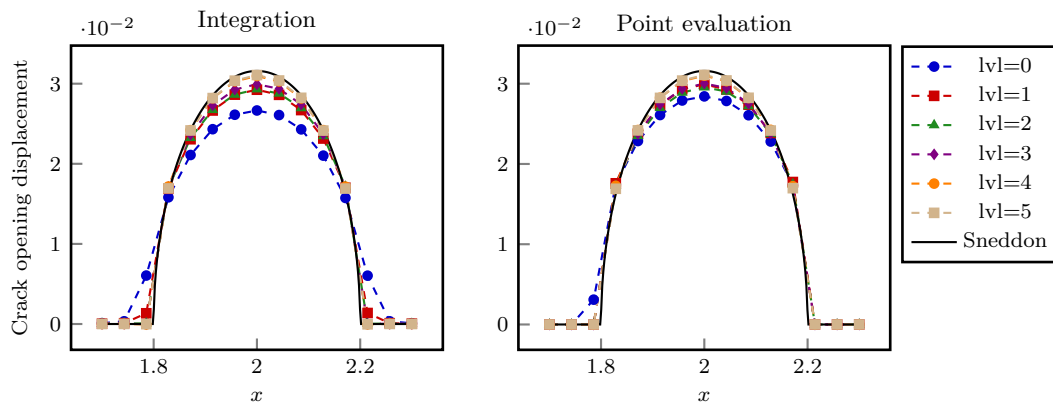 Integration
·10⁻²
Crack opening displacement
3
2
1
0
1.8
2
2.2
x
Point evaluation
·10⁻²
3
2
1
0
1.8
2
2.2
x
lvl=0
lvl=1
lvl=2
lvl=3
lvl=4
lvl=5
Sneddon